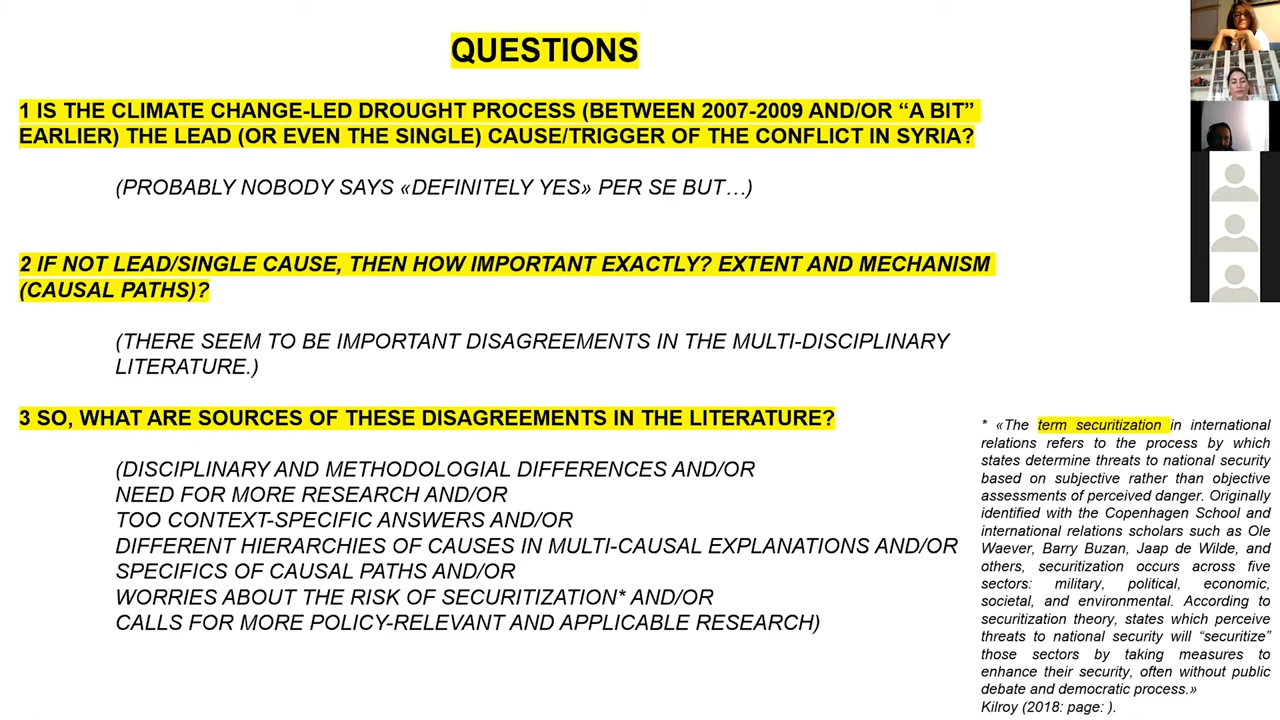 QUESTIONS
1 IS THE CLIMATE CHANGE-LED DROUGHT PROCESS (BETWEEN 2007-2009 AND/OR “A BIT”
EARLIER) THE LEAD (OR EVEN THE SINGLE) CAUSE/TRIGGER OF THE CONFLICT IN SYRIA?
(PROBABLY NOBODY SAYS «DEFINITELY YES» PER SE BUT…)
2 IF NOT LEAD/SINGLE CAUSE, THEN HOW IMPORTANT EXACTLY? EXTENT AND MECHANISM
(CAUSAL PATHS)?
(THERE SEEM TO BE IMPORTANT DISAGREEMENTS IN THE MULTI-DISCIPLINARY
LITERATURE.)
3 SO, WHAT ARE SOURCES OF THESE DISAGREEMENTS IN THE LITERATURE?
(DISCIPLINARY AND METHODOLOGIAL DIFFERENCES AND/OR
NEED FOR MORE RESEARCH AND/OR
TOO CONTEXT-SPECIFIC ANSWERS AND/OR
DIFFERENT HIERARCHIES OF CAUSES IN MULTI-CAUSAL EXPLANATIONS AND/OR
SPECIFICS OF CAUSAL PATHS AND/OR
WORRIES ABOUT THE RISK OF SECURITIZATION* AND/OR
CALLS FOR MORE POLICY-RELEVANT AND APPLICABLE RESEARCH)
* «The term securitization in international
relations refers to the process by which
states determine threats to national security
based on subjective rather than objective
assessments of perceived danger. Originally
identified with the Copenhagen School and
international relations scholars such as Ole
Waever, Barry Buzan, Jaap de Wilde, and
others, securitization occurs across five
sectors: military, political, economic,
societal, and environmental. According to
securitization theory, states which perceive
threats to national security will “securitize”
those sectors by taking measures to
enhance their security, often without public
debate and democratic process.»
Kilroy (2018: page: ).